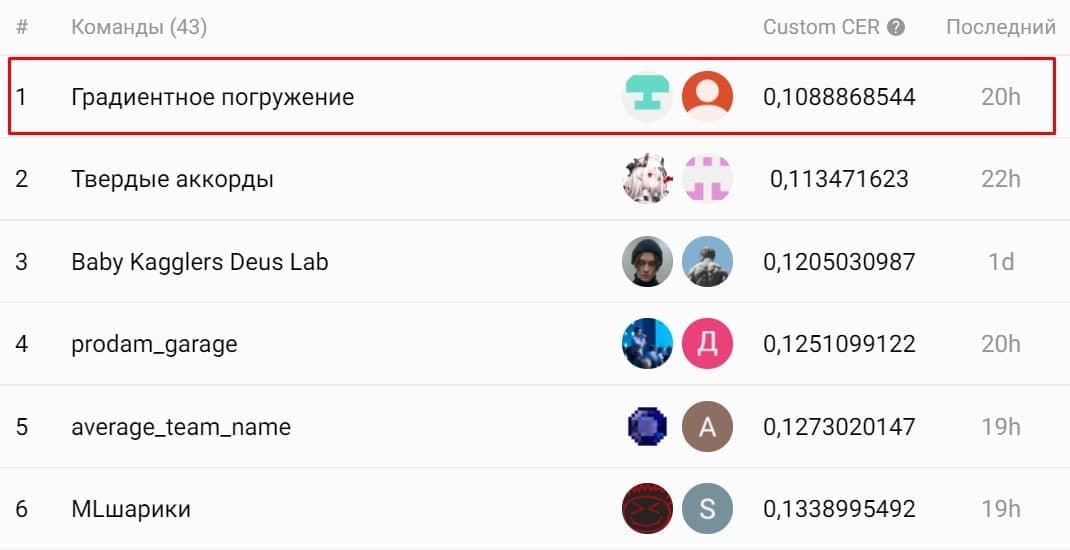 # Команды (43) Custom CER ? Последний
1 Градиентное погружение 0,1088868544 20h
2 Твердые аккорды 0,113471623 22h
3 Baby Kagglers Deus Lab 0,1205030987 1d
4 prodam_garage Д 0,1251099122 20h
5 average_team_name A 0,1273020147 19h
6 MLшарики S 0,1338995492 19h